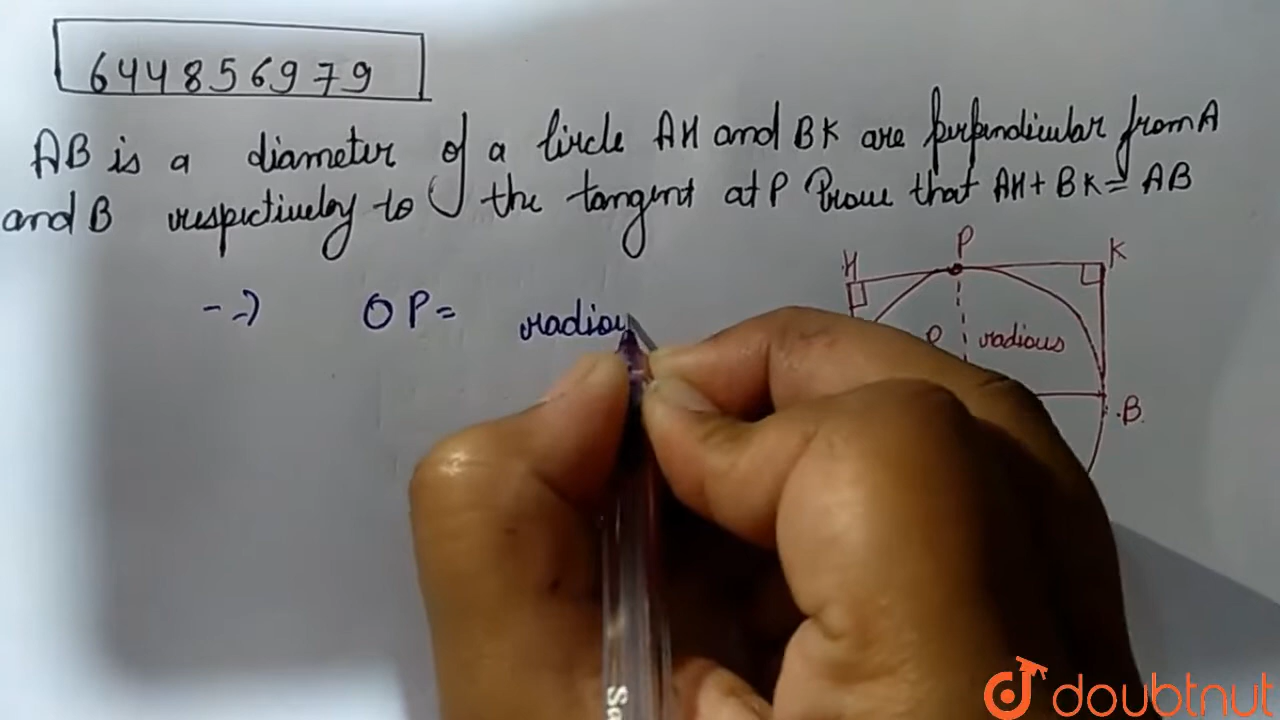 644856979
AB is a diameter of a Circle AH and BK are perpendicular from A
and B respectively to the tangent at P Prove that AH + BK = AB
H P K
--> OP = radiou
O radious
B
doubtnut